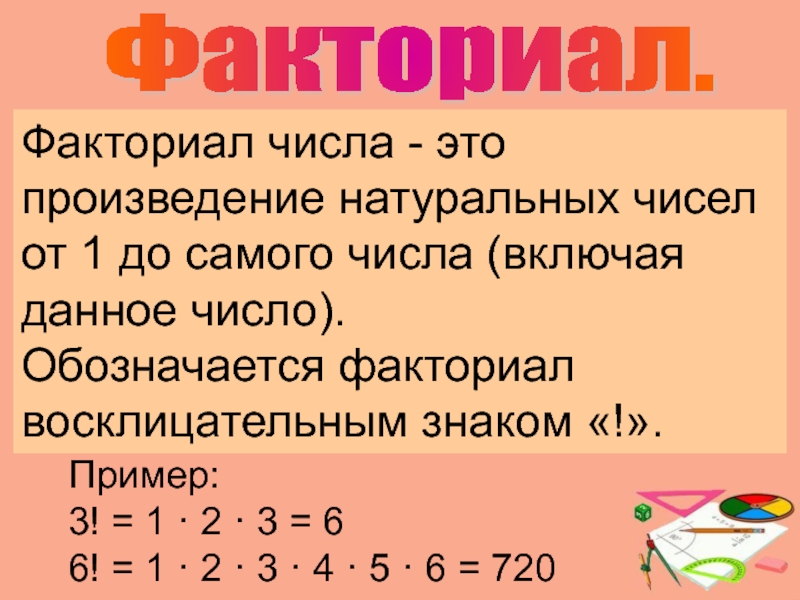 Факториал.
Факториал числа - это
произведение натуральных чисел
от 1 до самого числа (включая
данное число).
Обозначается факториал
восклицательным знаком «!».
Пример:
3! = 1 · 2 · 3 = 6
6! = 1 · 2 · 3 · 4 · 5 · 6 = 720